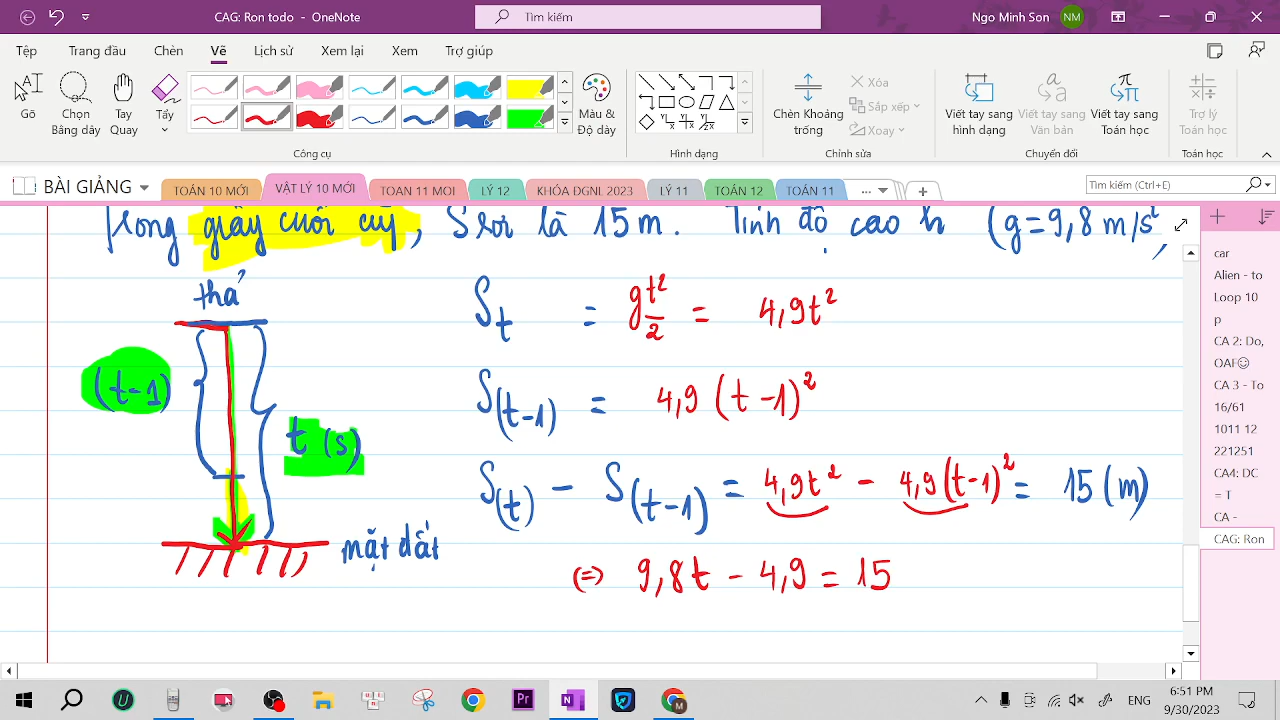 CAG: Ron todo - OneNote
Tìm kiếm
Ngo Minh Son
NM
Tệp
Trang đầu
Chèn
Vẽ
Lịch sử
Xem lại
Xem
Trợ giúp
Gõ
Chọn Bằng dây
Tay Quay
Tẩy
Màu & Độ dày
Chèn Khoảng trống
Xóa
Sắp xếp
Xoay
Viết tay sang hình dạng
Viết tay sang Văn bản
Viết tay sang Toán học
Trợ lý Toán học
Công cụ
Hình dạng
Chỉnh sửa
Chuyển đổi
Toán học
BÀI GIẢNG
TOÁN 10 MỚI
VẬT LÝ 10 MỚI
TOAN 11 MOI
LÝ 12
KHÓA ĐGNL 2023
LÝ 11
TOÁN 12
TOÁN 11
...
Tìm kiếm (Ctrl+E)
trong giây cuối cùg, S rơi là 15 m. Tính độ cao h (g = 9,8 m/s²
thả
(t-1)
t (s)
mặt đất
S_t = gt²/2 = 4,9t²
S_(t-1) = 4,9 (t-1)²
S_(t) - S_(t-1) = 4,9t² - 4,9(t-1)² = 15 (m)
(=) 9,8t - 4,9 = 15
car
Alien - to
Loop 10
p
CA 2: Do,
OAI
CA 3 - To
16/61
1011 12
221251
CA4: DC
= T
CA -
CAG: Ron
ENG
6:51 PM
9/30/2023